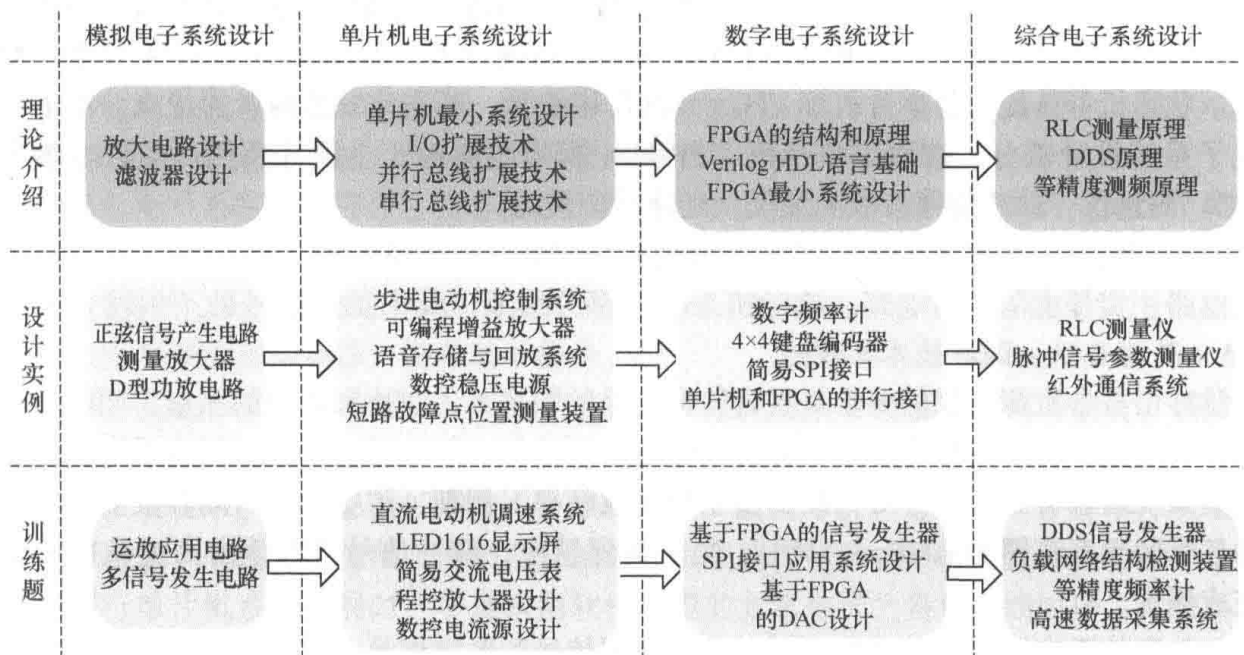 模拟电子系统设计
单片机电子系统设计
数字电子系统设计
综合电子系统设计
理论介绍
放大电路设计
滤波器设计
单片机最小系统设计
I/O扩展技术
并行总线扩展技术
串行总线扩展技术
FPGA的结构和原理
Verilog HDL语言基础
FPGA最小系统设计
RLC测量原理
DDS原理
等精度测频原理
设计实例
正弦信号产生电路
测量放大器
D型功放电路
步进电动机控制系统
可编程增益放大器
语音存储与回放系统
数控稳压电源
短路故障点位置测量装置
数字频率计
4×4键盘编码器
简易SPI接口
单片机和FPGA的并行接口
RLC测量仪
脉冲信号参数测量仪
红外通信系统
训练题
运放应用电路
多信号发生电路
直流电动机调速系统
LED1616显示屏
简易交流电压表
程控放大器设计
数控电流源设计
基于FPGA的信号发生器
SPI接口应用系统设计
基于FPGA
的DAC设计
DDS信号发生器
负载网络结构检测装置
等精度频率计
高速数据采集系统